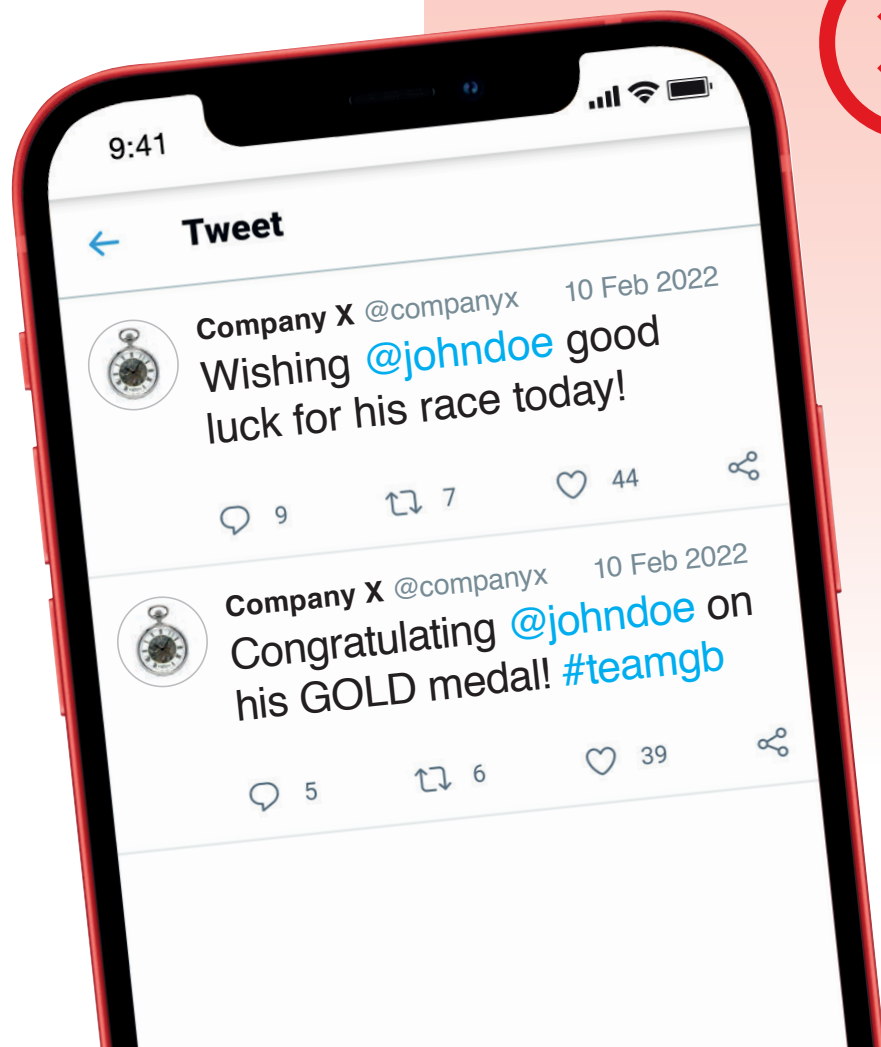 9:41
Tweet
Company X @companyx 10 Feb 2022
Wishing @johndoe good
luck for his race today!
9 7 44
Company X @companyx 10 Feb 2022
Congratulating @johndoe on
his GOLD medal! #teamgb
5 6 39